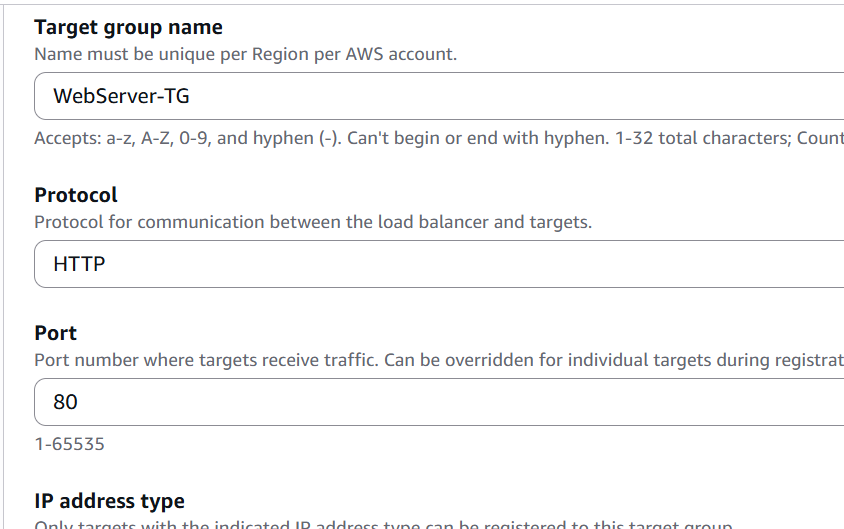 Target group name
Name must be unique per Region per AWS account.
WebServer-TG
Accepts: a-z, A-Z, 0-9, and hyphen (-). Can't begin or end with hyphen. 1-32 total characters; Count
Protocol
Protocol for communication between the load balancer and targets.
HTTP
Port
Port number where targets receive traffic. Can be overridden for individual targets during registrat
80
1-65535
IP address type
Only targets with the indicated IP address type can be registered to this target group.